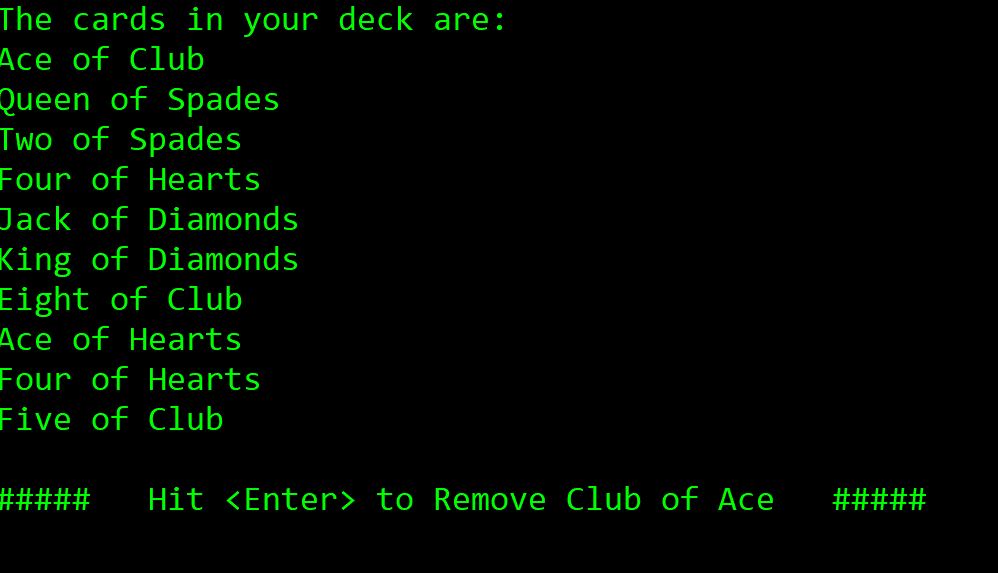 The cards in your deck are:
Ace of Club
Queen of Spades
Two of Spades
Four of Hearts
Jack of Diamonds
King of Diamonds
Eight of Club
Ace of Hearts
Four of Hearts
Five of Club
##### Hit <Enter> to Remove Club of Ace #####